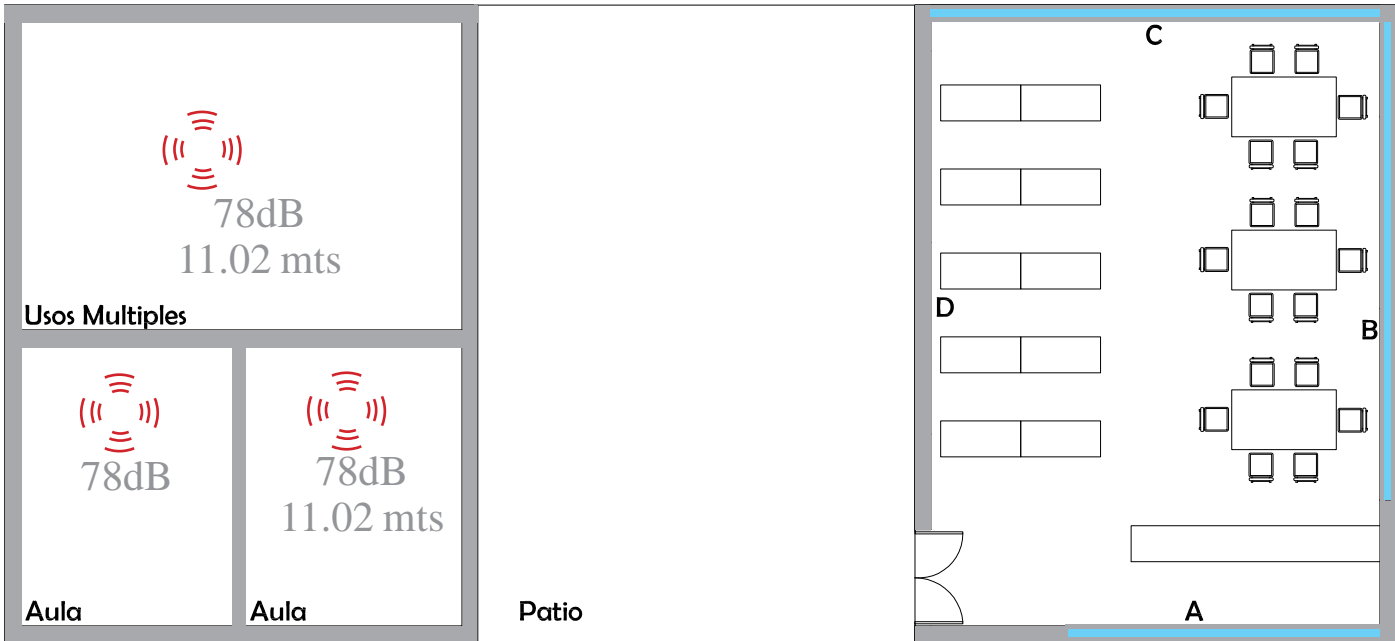 78dB
11.02 mts
Usos Multiples
78dB
Aula
78dB
11.02 mts
Aula
Patio
C
D
B
A